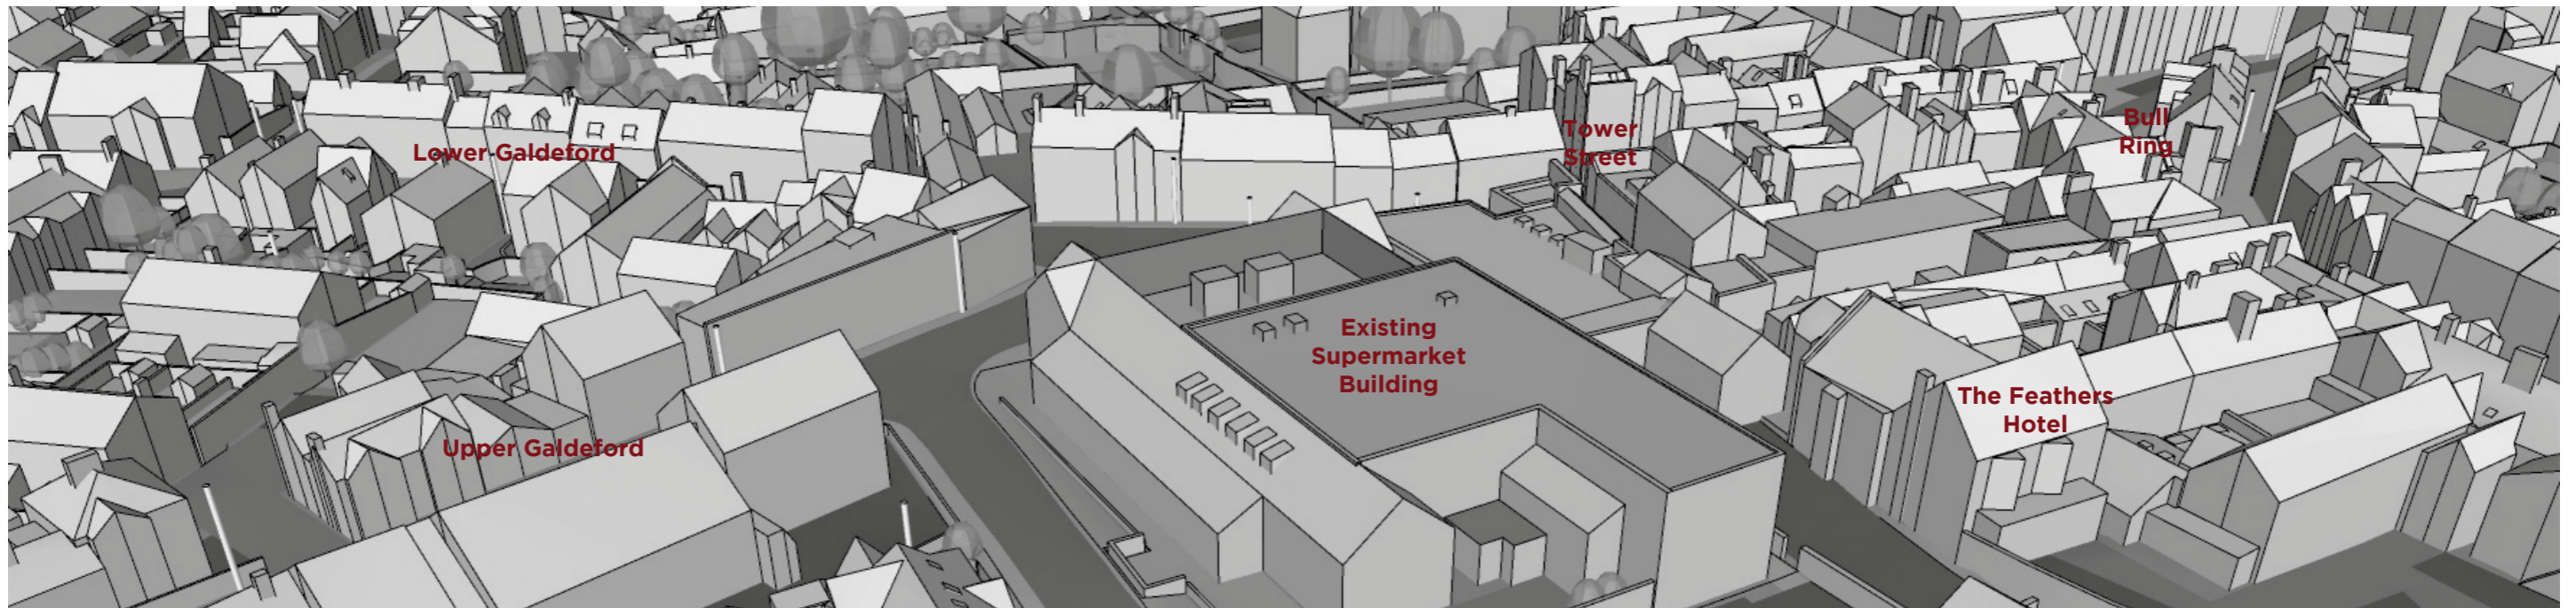 Lower Galdeford
Tower
Street
Bull
Ring
Existing
Supermarket
Building
The Feathers
Hotel
Upper Galdeford